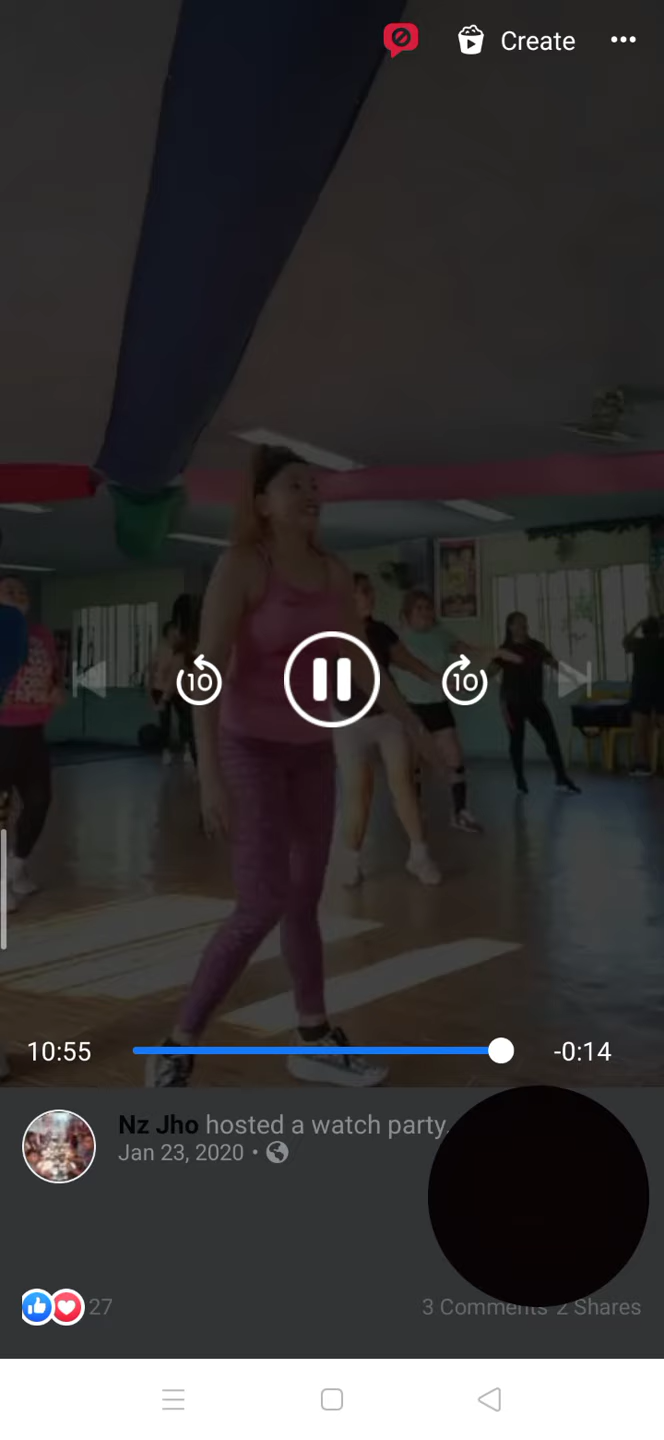 Create
10
10
10:55
-0:14
Nz Jho hosted a watch party.
Jan 23, 2020 •
27
3 Comments 2 Shares